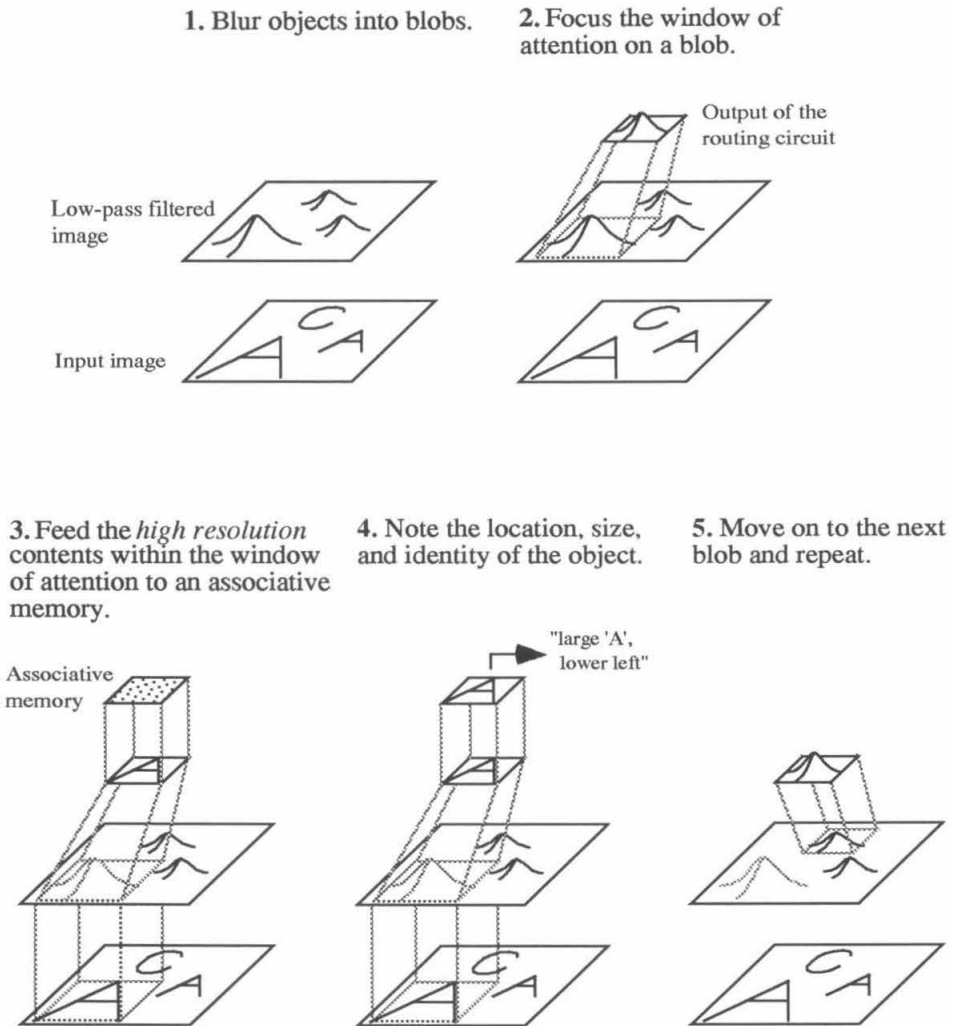 1. Blur objects into blobs.
2. Focus the window of
attention on a blob.
Output of the
routing circuit
Low-pass filtered
image
C
A
A
Input image
C
A
A
3. Feed the high resolution
contents within the window
of attention to an associative
memory.
4. Note the location, size,
and identity of the object.
5. Move on to the next
blob and repeat.
"large 'A',
lower left"
Associative
memory
A
A
A
C
A
A
C
A
A
C
A
A